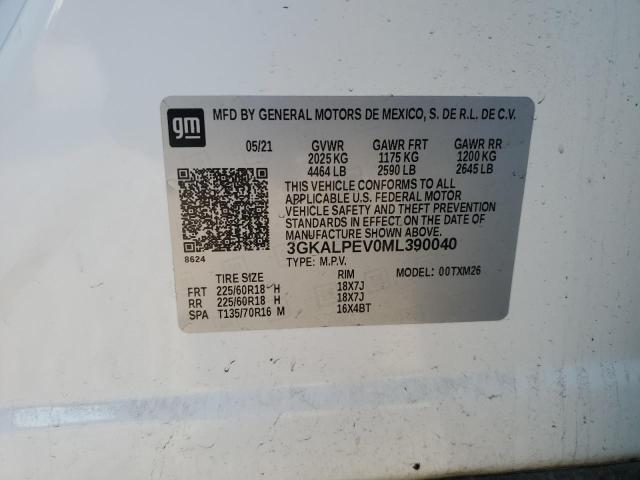 gm
MFD BY GENERAL MOTORS DE MEXICO, S. DE R.L. DE C.V.
05/21 GVWR GAWR FRT GAWR RR
2025 KG 1175 KG 1200 KG
4464 LB 2590 LB 2645 LB
THIS VEHICLE CONFORMS TO ALL
APPLICABLE U.S. FEDERAL MOTOR
VEHICLE SAFETY AND THEFT PREVENTION
STANDARDS IN EFFECT ON THE DATE OF
MANUFACTURE SHOWN ABOVE.
3GKALPEV0ML390040
8624
TYPE: M.P.V.
MODEL: 00TXM26
TIRE SIZE RIM
FRT 225/60R18 H 18X7J
RR 225/60R18 H 18X7J
SPA T135/70R16 M 16X4BT